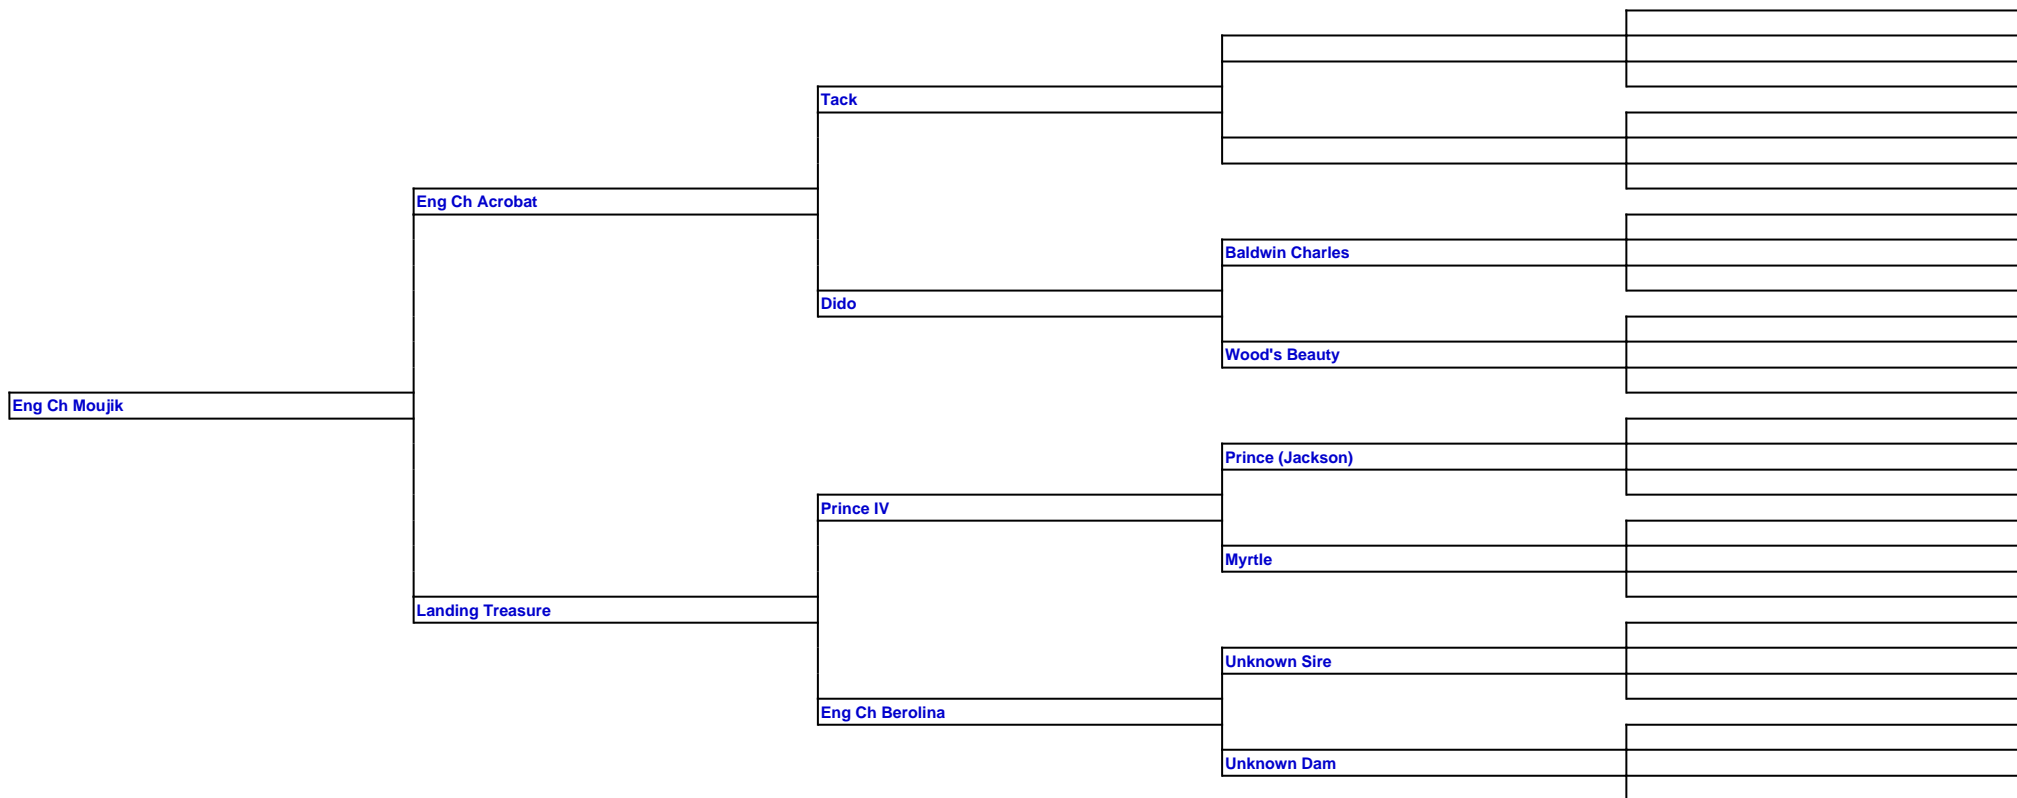 Tack
Eng Ch Acrobat
Baldwin Charles
Dido
Wood's Beauty
Eng Ch Moujik
Prince (Jackson)
Prince IV
Myrtle
Landing Treasure
Unknown Sire
Eng Ch Berolina
Unknown Dam